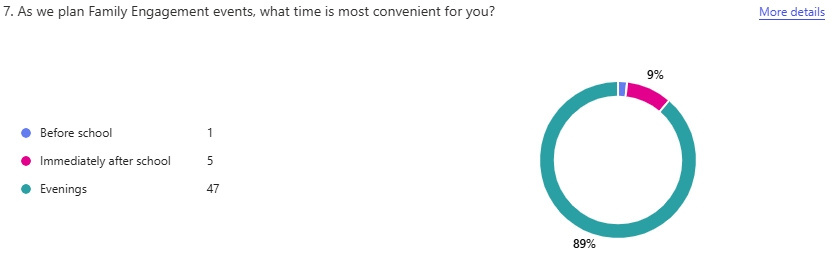 7. As we plan Family Engagement events, what time is most convenient for you?
More details
9%
Before school 1
Immediately after school 5
Evenings 47
89%